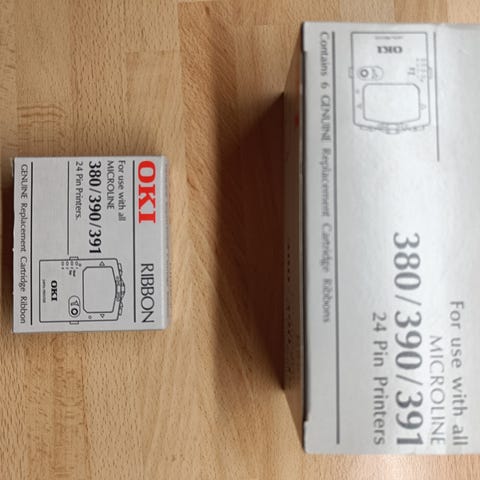 OKI
RIBBON
For use with all
MICROLINE
380/390/391
24 Pin Printers.
OKI
GENUINE Replacement Cartridge Ribbon
For use with all
MICROLINE
380/390/391
24 Pin Printers
OKI
Contains 6 GENUINE Replacement Cartridge Ribbons